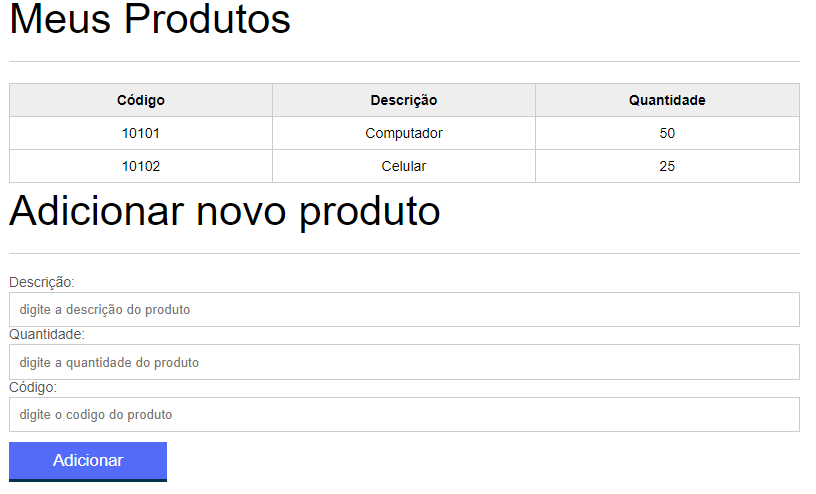 Meus Produtos
Código Descrição Quantidade
10101 Computador 50
10102 Celular 25
Adicionar novo produto
Descrição:
digite a descrição do produto
Quantidade:
digite a quantidade do produto
Código:
digite o codigo do produto
Adicionar